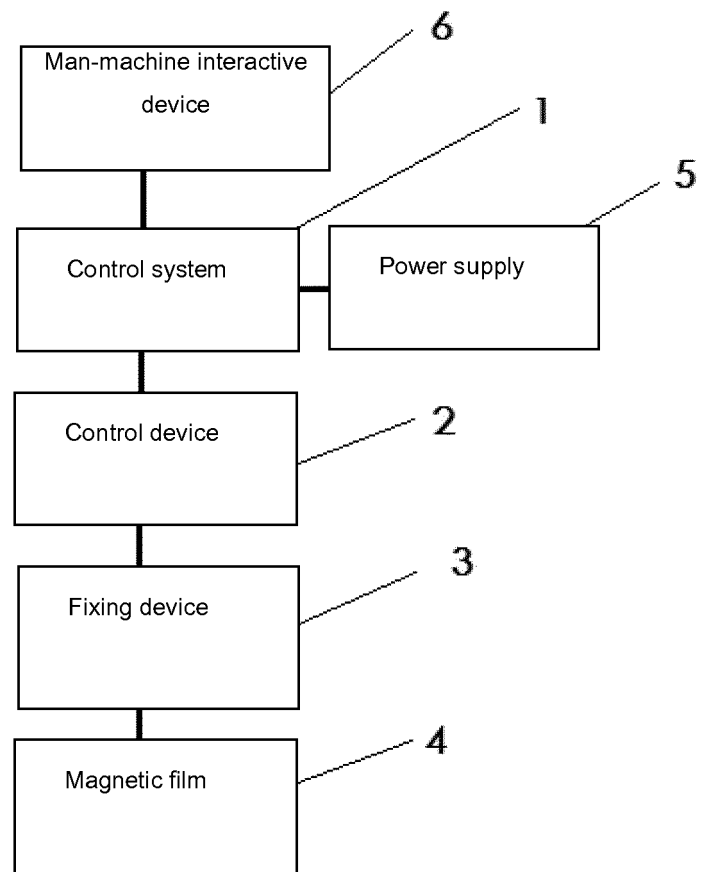 6
Man-machine interactive
device
1
5
Control system
Power supply
2
Control device
3
Fixing device
4
Magnetic film